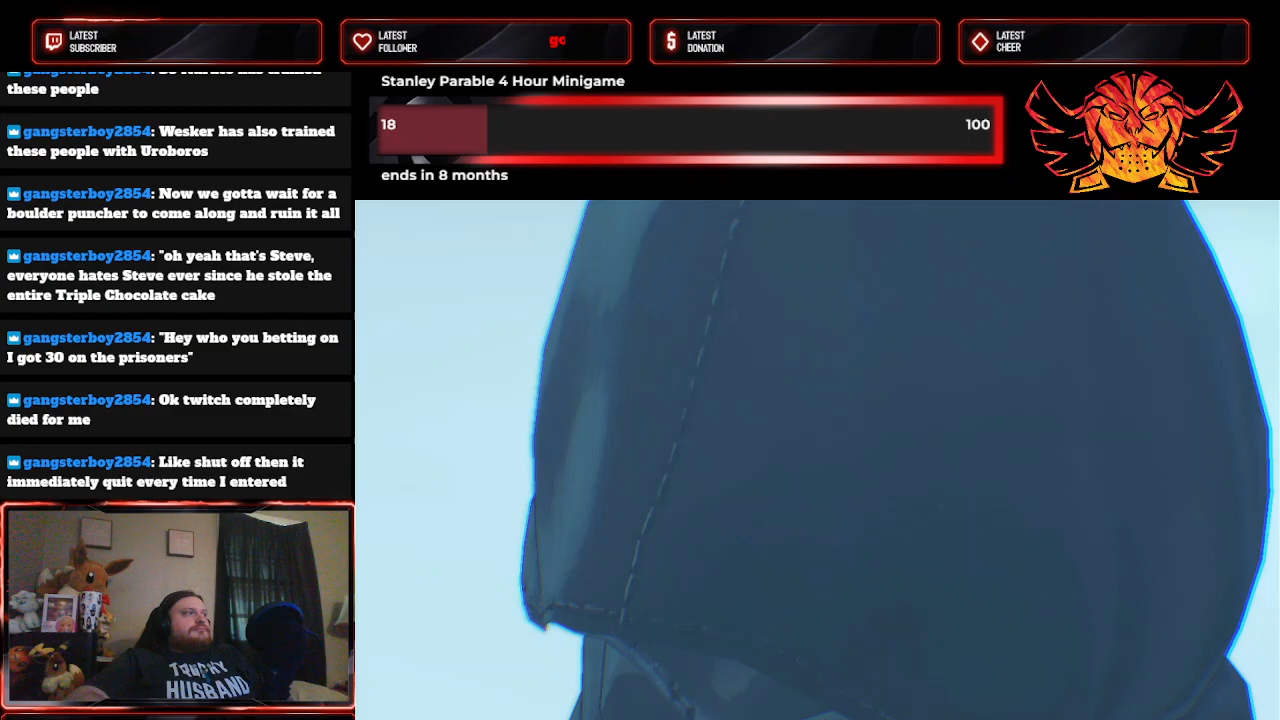 LATEST
SUBSCRIBER
LATEST
FOLLOWER
LATEST
DONATION
LATEST
CHEER
these people
gangsterboy2854: Wesker has also trained
these people with Uroboros
gangsterboy2854: Now we gotta wait for a
boulder puncher to come along and ruin it all
gangsterboy2854: "oh yeah that's Steve,
everyone hates Steve ever since he stole the
entire Triple Chocolate cake
gangsterboy2854: "Hey who you betting on
I got 30 on the prisoners"
gangsterboy2854: Ok twitch completely
died for me
gangsterboy2854: Like shut off then it
immediately quit every time I entered
Stanley Parable 4 Hour Minigame
18
100
ends in 8 months
HUSBAND